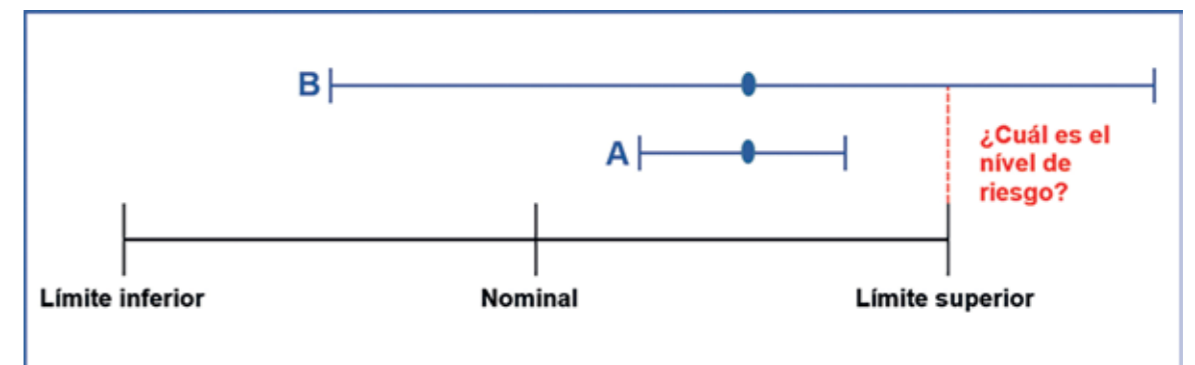 B
A
¿Cuál es el
nível de
riesgo?
Límite inferior
Nominal
Límite superior